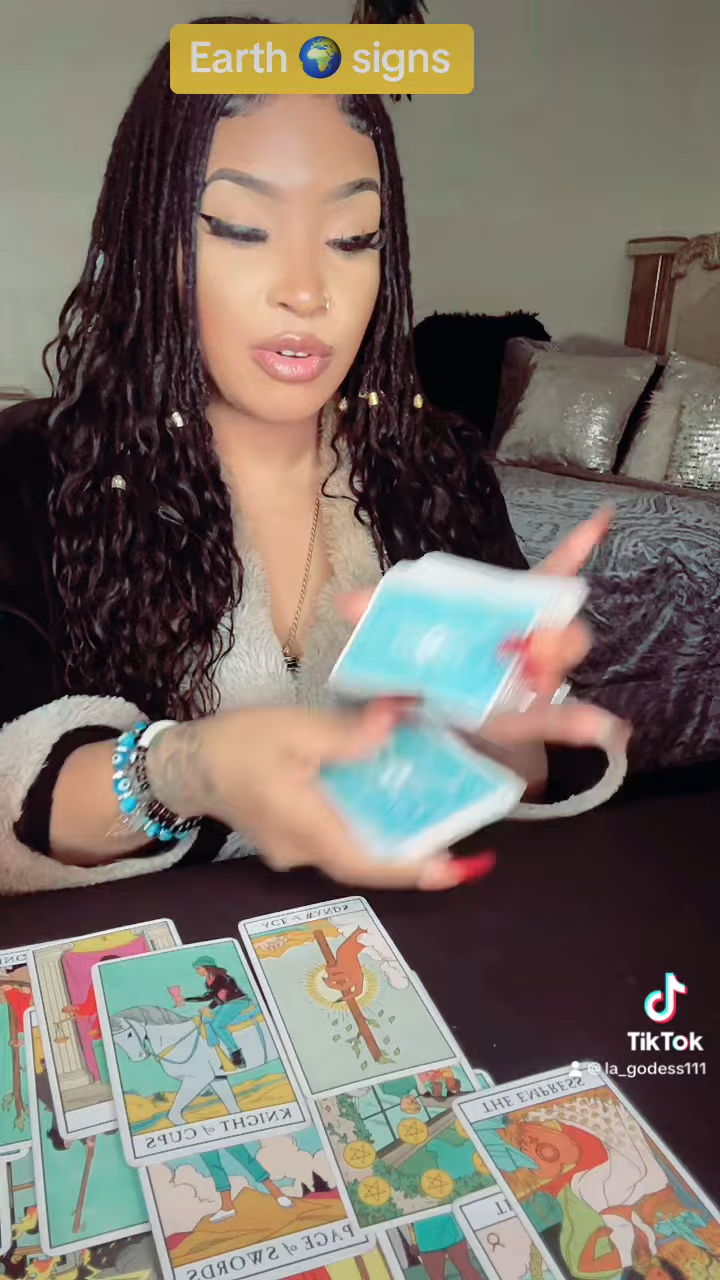 Earth 🌍 signs
ACE of WANDS
TikTok
@la_godess111
THE EMPRESS
KNIGHT of CUPS
PAGE of SWORDS